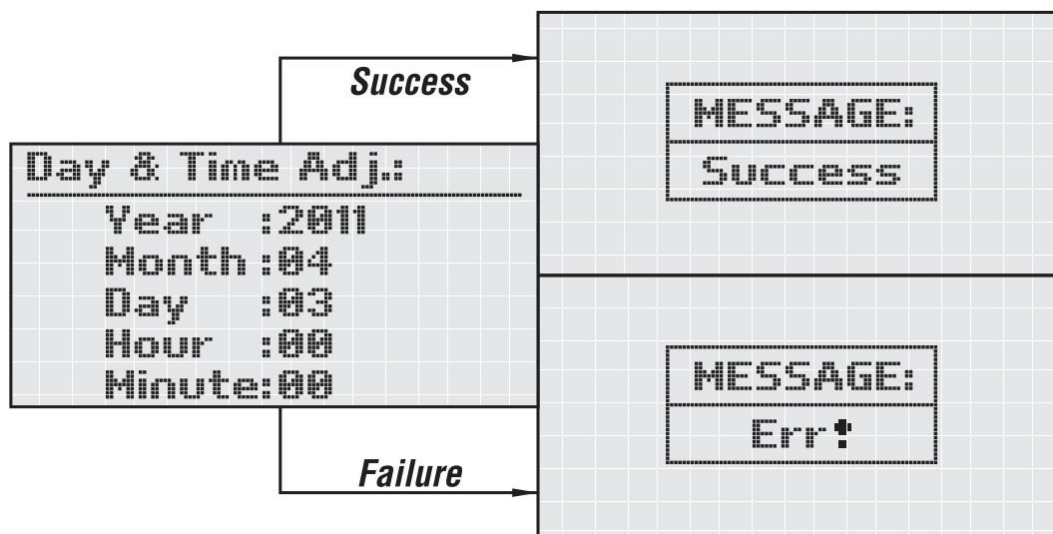 Success
MESSAGE:
Success
Day & Time Adj.:
Year :2011
Month:04
Day :03
Hour :00
Minute:00
MESSAGE:
Err!
Failure